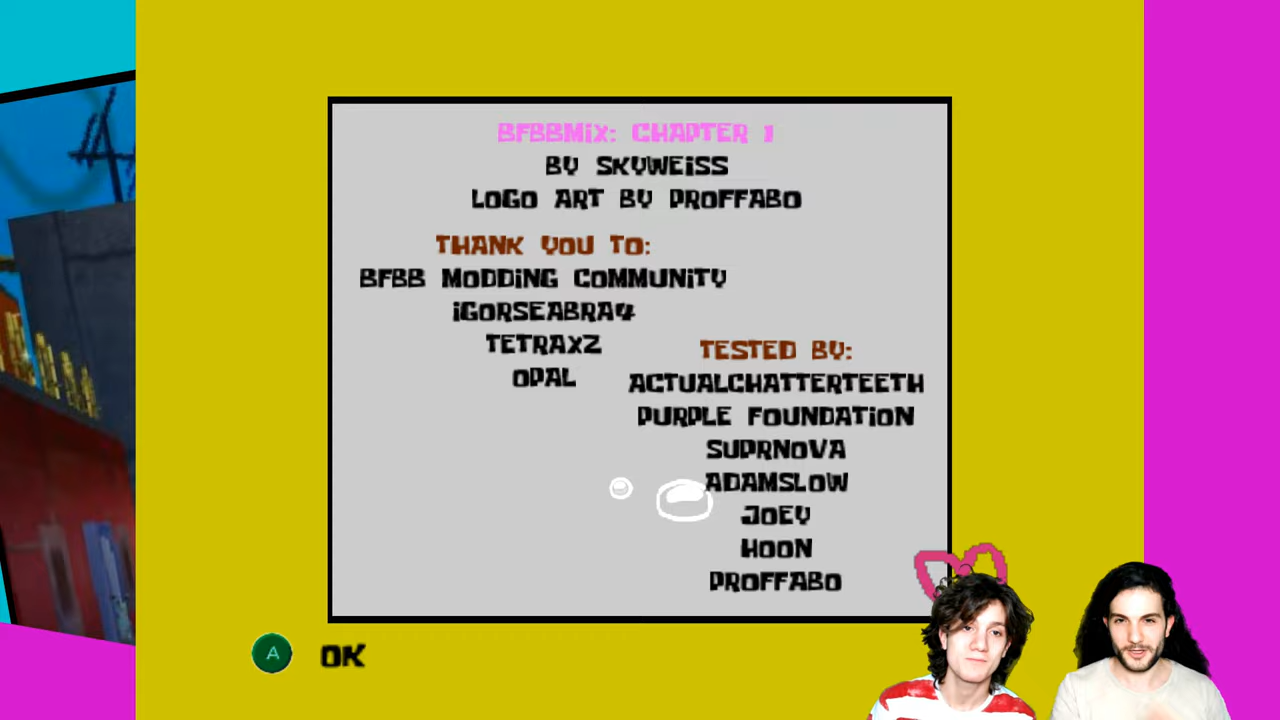 BFBBMIX: CHAPTER 1
BY SKYWEISS
LOGO ART BY PROFFABO
THANK YOU TO:
BFBB MODDING COMMUNITY
IGORSEABRA4
TETRAXZ
OPAL
TESTED BY:
ACTUALCHATTERTEETH
PURPLE FOUNDATION
SUPRNOVA
ADAMSLOW
JOEY
HOON
PROFFABO
A OK